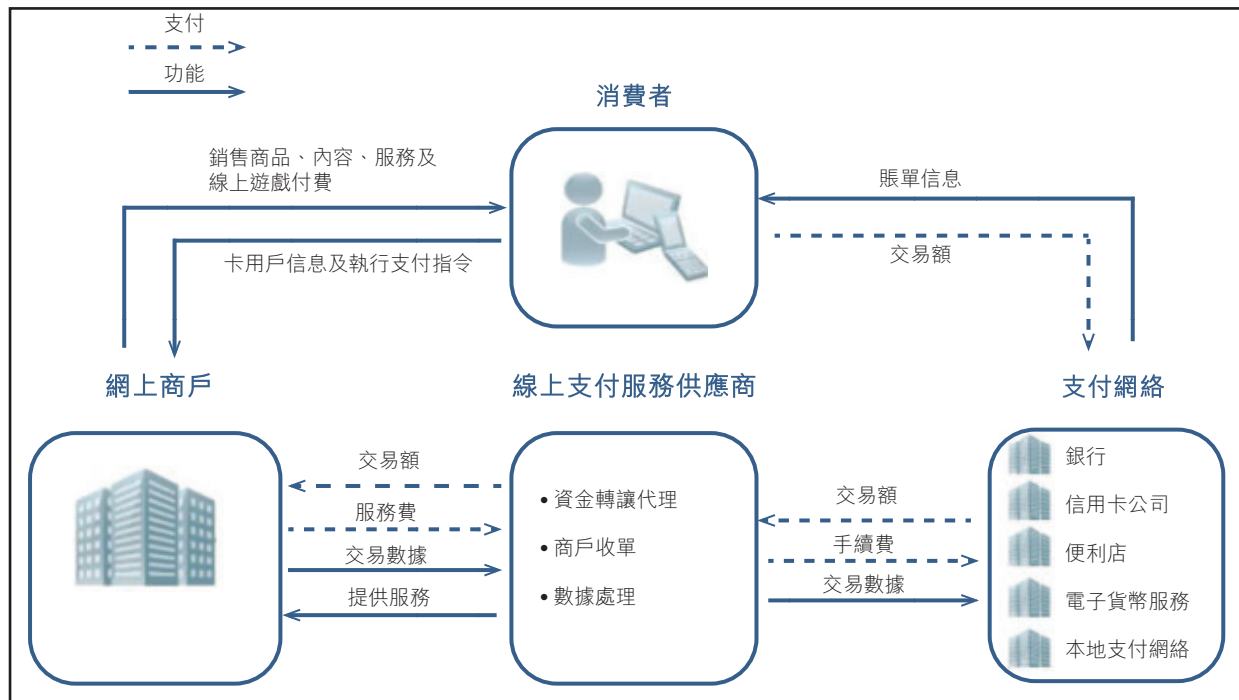 支付
功能
消費者
銷售商品、內容、服務及
線上遊戲付費
賬單信息
交易額
卡用戶信息及執行支付指令
網上商戶
線上支付服務供應商
支付網絡
交易額
服務費
交易數據
提供服務
• 資金轉讓代理
• 商戶收單
• 數據處理
交易額
手續費
交易數據
銀行
信用卡公司
便利店
電子貨幣服務
本地支付網絡